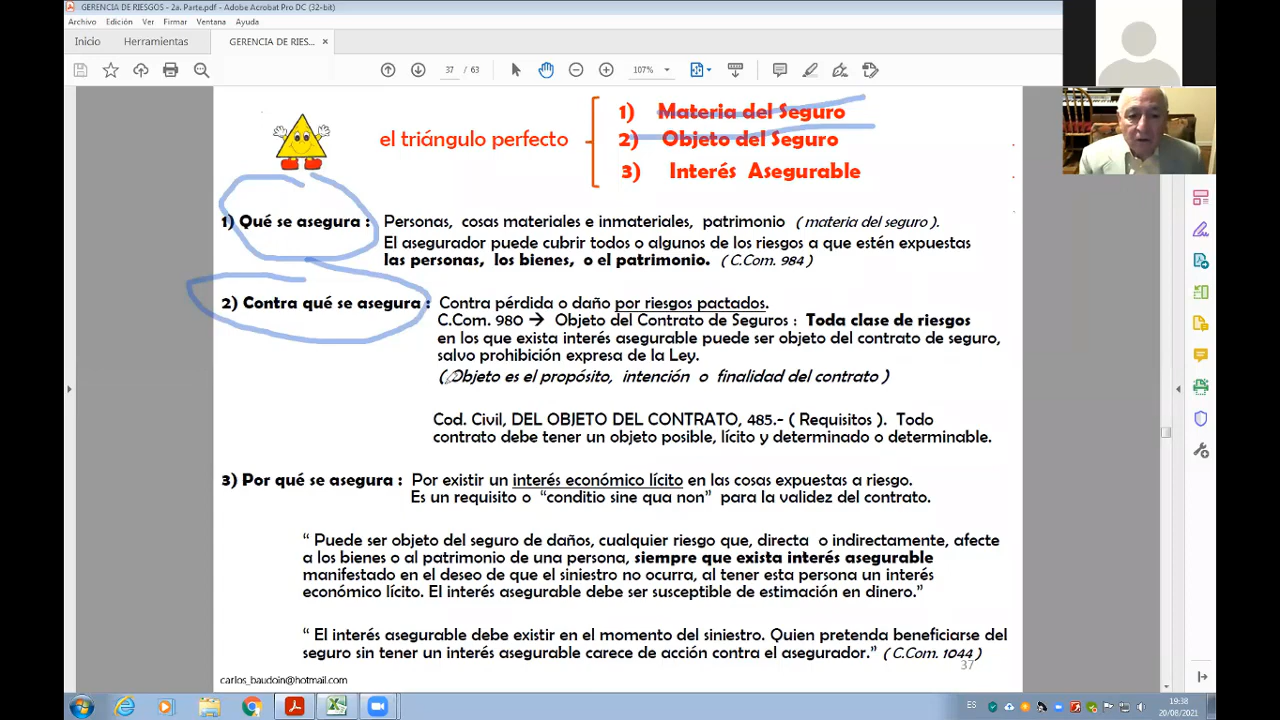 GERENCIA DE RIESGOS - 2a. Parte.pdf - Adobe Acrobat Pro DC (32-bit)
Archivo Edición Ver Firmar Ventana Ayuda
Inicio Herramientas GERENCIA DE RIES... ×
37 / 63 107%
1) Materia del Seguro
el triángulo perfecto 2) Objeto del Seguro
3) Interés Asegurable
1) Qué se asegura : Personas, cosas materiales e inmateriales, patrimonio ( materia del seguro ).
El asegurador puede cubrir todos o algunos de los riesgos a que estén expuestas
las personas, los bienes, o el patrimonio. ( C.Com. 984 )
2) Contra qué se asegura : Contra pérdida o daño por riesgos pactados.
C.Com. 980 → Objeto del Contrato de Seguros : Toda clase de riesgos
en los que exista interés asegurable puede ser objeto del contrato de seguro,
salvo prohibición expresa de la Ley.
( Objeto es el propósito, intención o finalidad del contrato )
Cod. Civil, DEL OBJETO DEL CONTRATO, 485.- ( Requisitos ). Todo
contrato debe tener un objeto posible, lícito y determinado o determinable.
3) Por qué se asegura : Por existir un interés económico lícito en las cosas expuestas a riesgo.
Es un requisito o “conditio sine qua non” para la validez del contrato.
“ Puede ser objeto del seguro de daños, cualquier riesgo que, directa o indirectamente, afecte
a los bienes o al patrimonio de una persona, siempre que exista interés asegurable
manifestado en el deseo de que el siniestro no ocurra, al tener esta persona un interés
económico lícito. El interés asegurable debe ser susceptible de estimación en dinero.”
“ El interés asegurable debe existir en el momento del siniestro. Quien pretenda beneficiarse del
seguro sin tener un interés asegurable carece de acción contra el asegurador.” ( C.Com. 1044 )
37
carlos_baudoin@hotmail.com
ES 19:38
20/08/2021